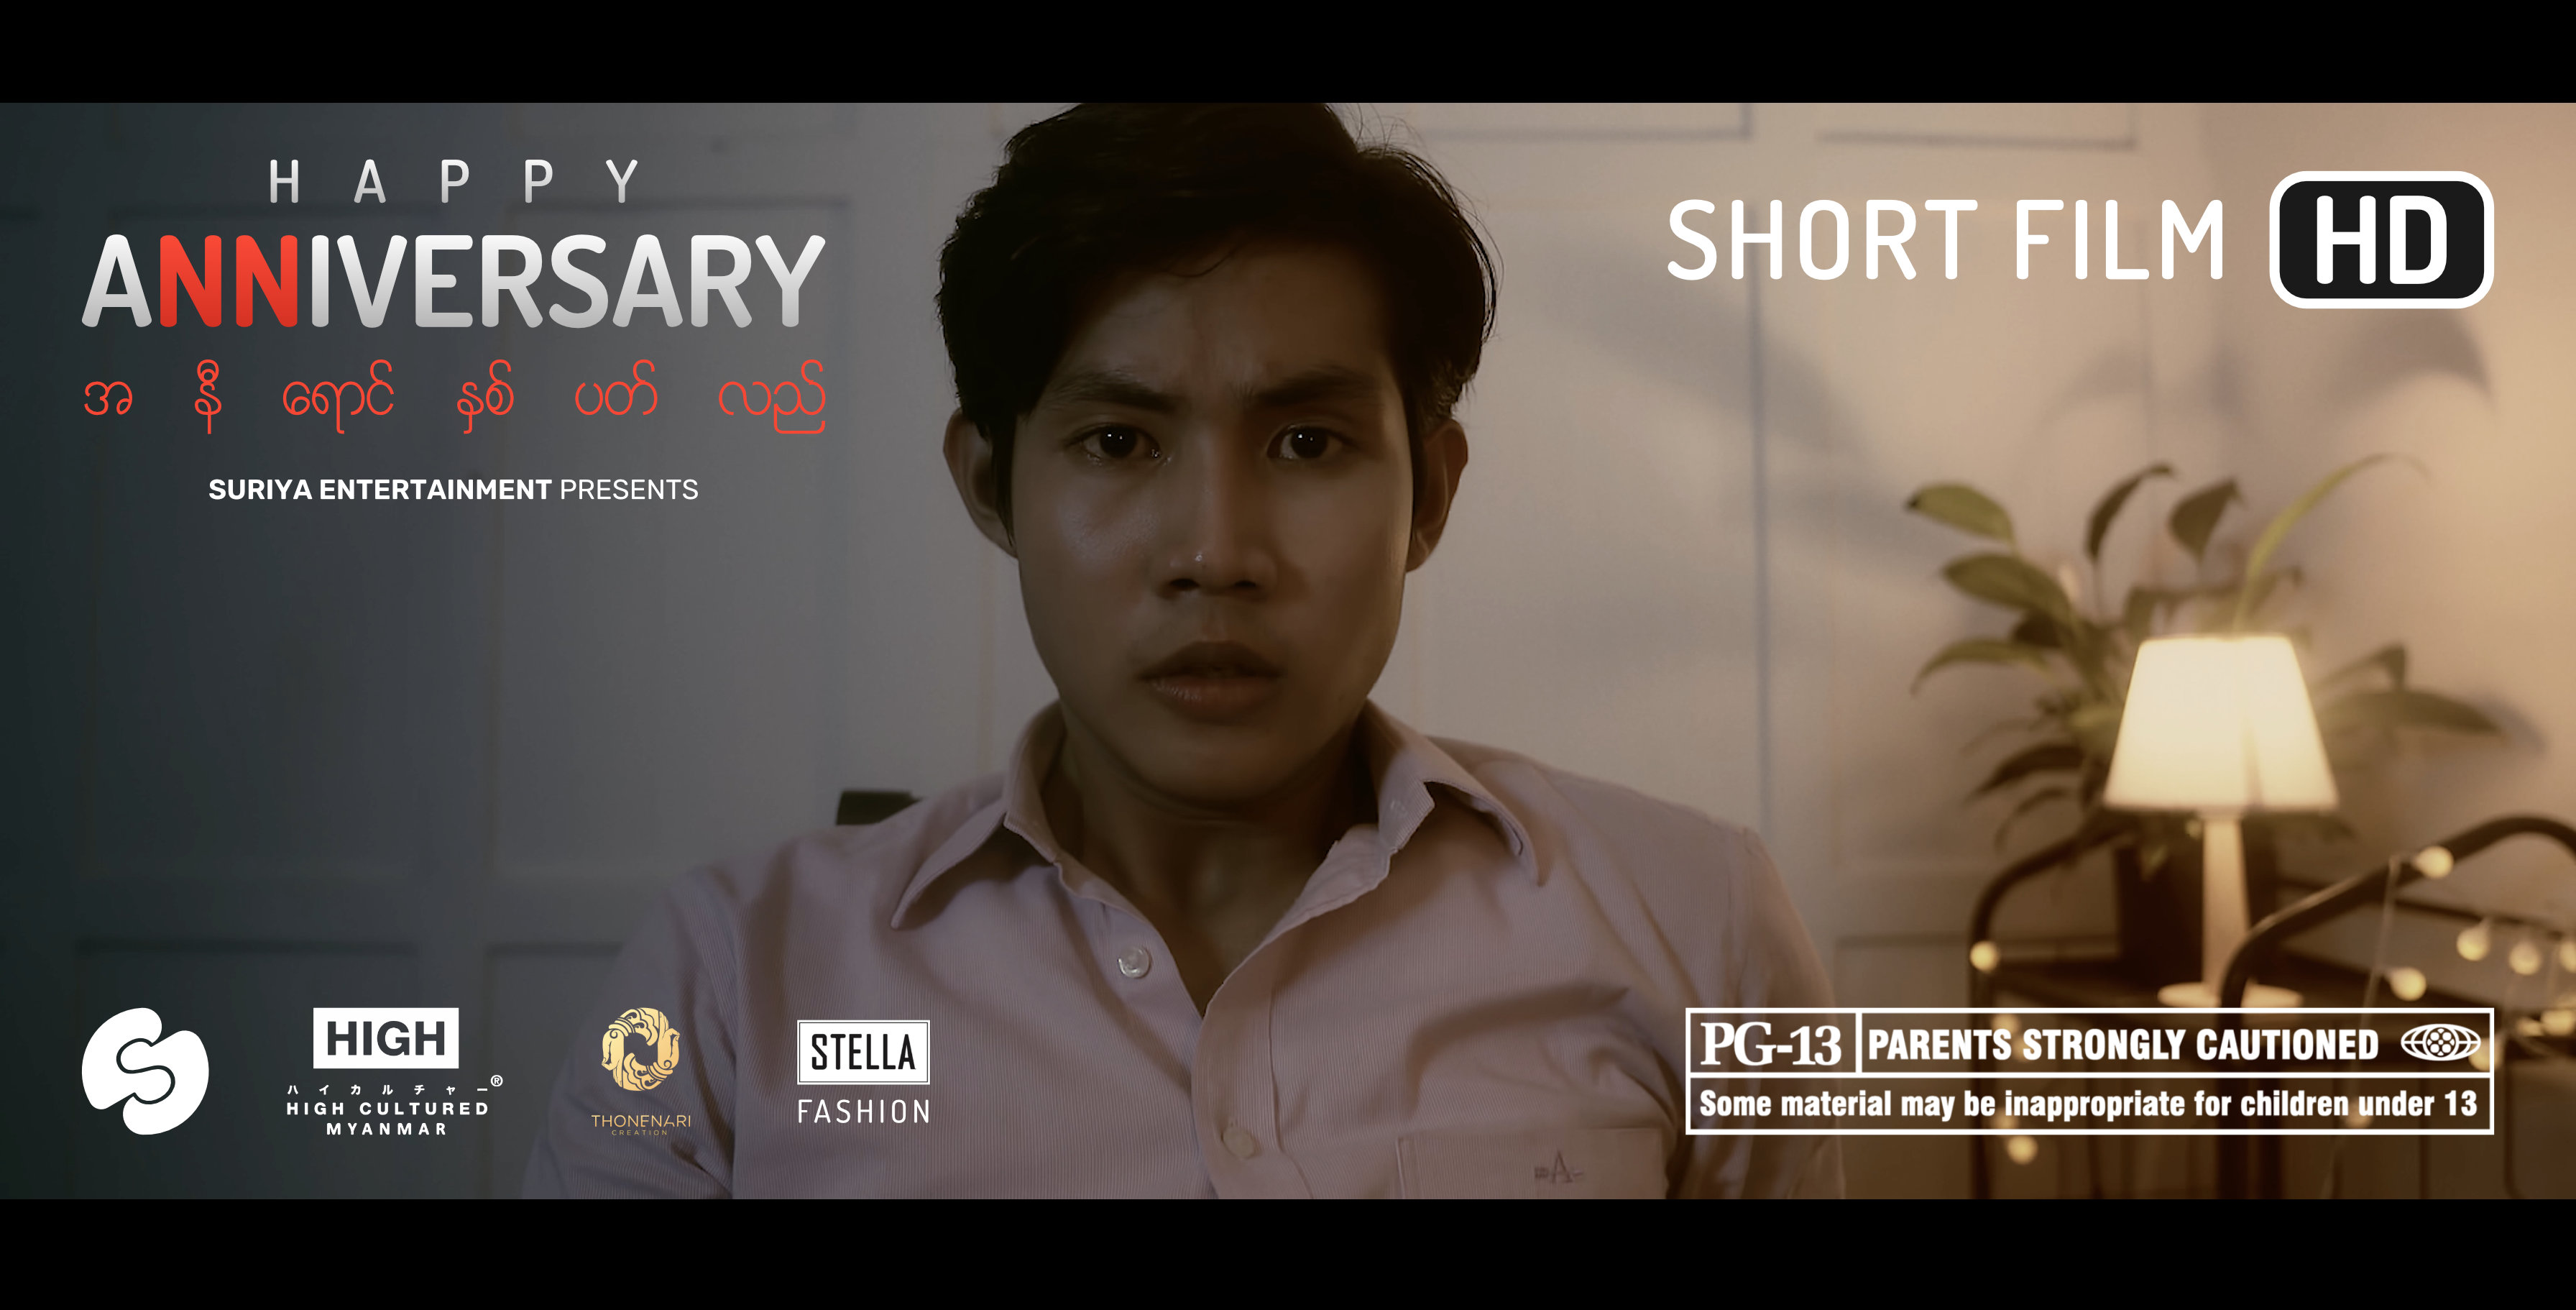 HAPPY
ANNIVERSARY
အ နီ ရောင် နှစ် ပတ် လည်
SURIYA ENTERTAINMENT PRESENTS
SHORT FILM HD
HIGH
ハイカルチャー®
HIGH CULTURED
MYANMAR
THONENARI
CREATION
STELLA
FASHION
PG-13 PARENTS STRONGLY CAUTIONED
Some material may be inappropriate for children under 13